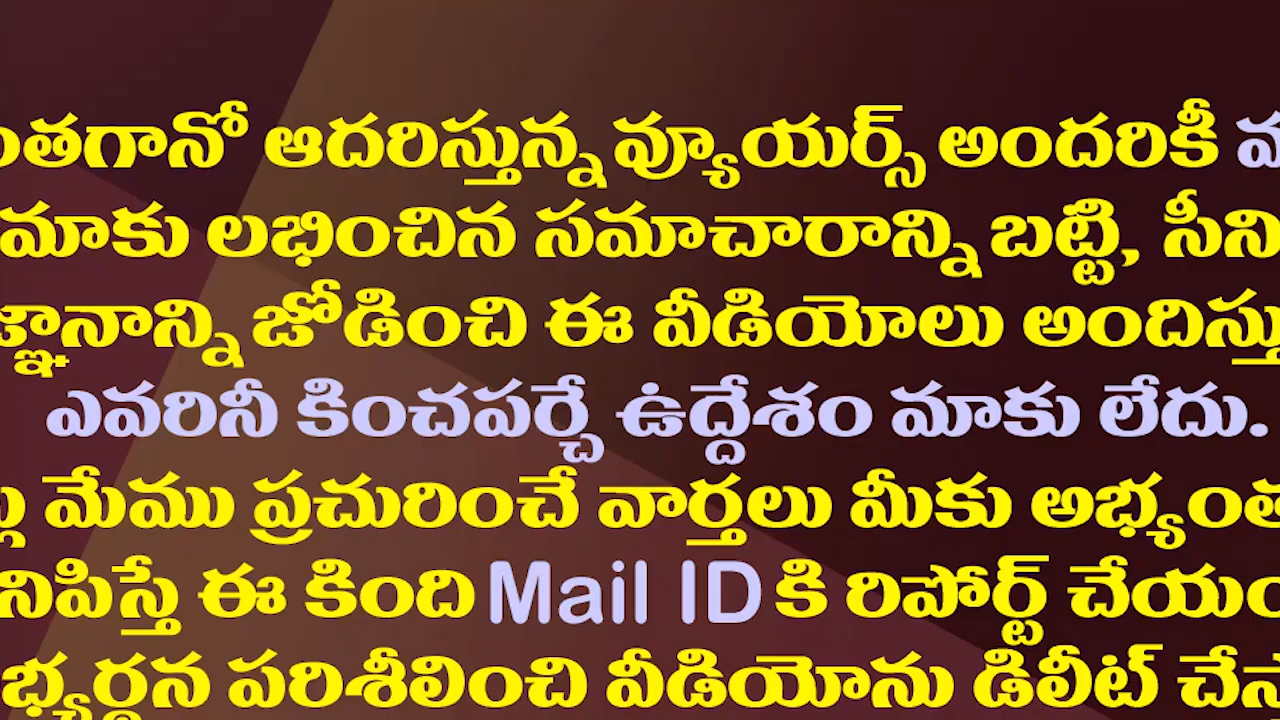 ఆదరిస్తున్న వ్యూయర్స్ అందరికీ
మాకు లభించిన సమాచారాన్ని బట్టి,
జోడించి ఈ వీడియోలు
ఎవరినీ కించపర్చే ఉద్దేశం మాకు లేదు.
మేము ప్రచురించే వార్తలు మీకు
ఈ కింది Mail ID కి రిపోర్ట్
పరిశీలించి వీడియోను డిలీట్